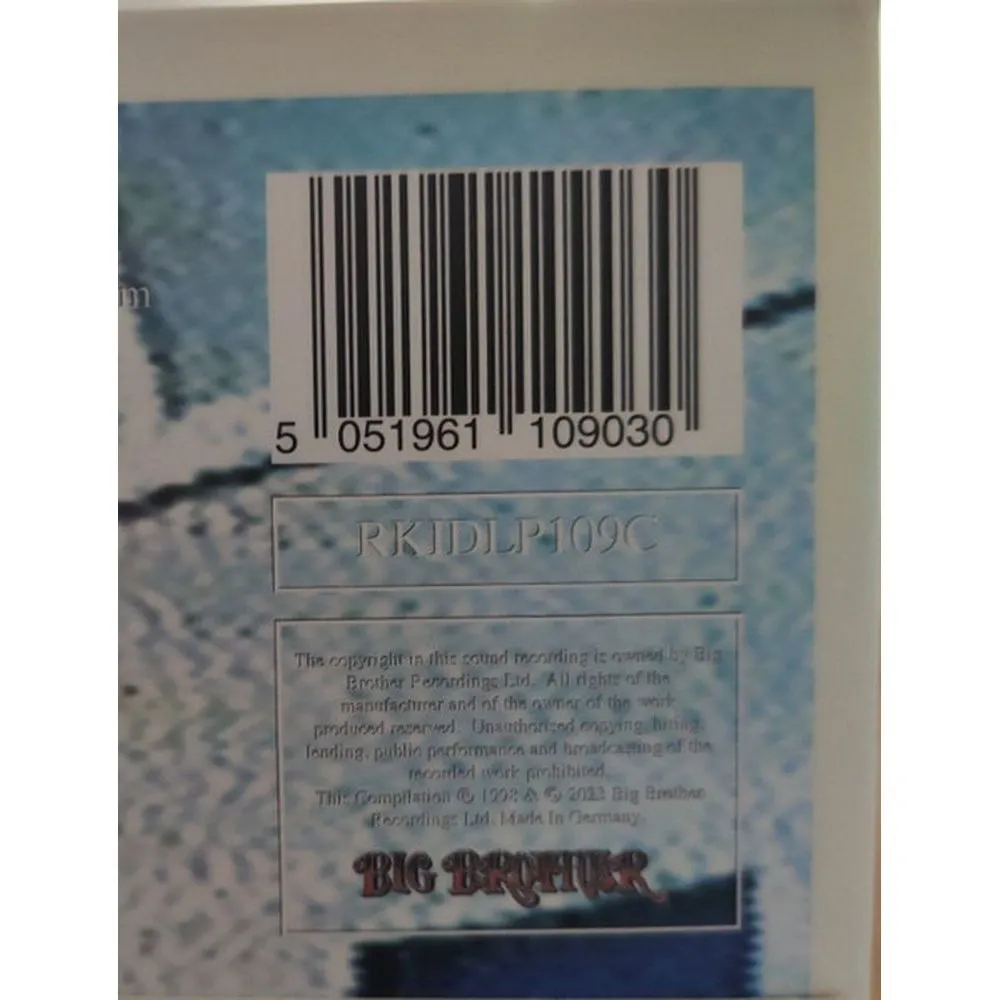 m
5 051961 109030
RKIDLP109C
The copyright in this sound recording is owned by Big
Brother Recordings Ltd. All rights of the
manufacturer and of the owner of the work
produced reserved. Unauthorised copying, hiring,
lending, public performance and broadcasting of the
recorded work prohibited.
This Compilation ℗ 1998 & © 2023 Big Brother
Recordings Ltd. Made In Germany.
BIG BROTHER